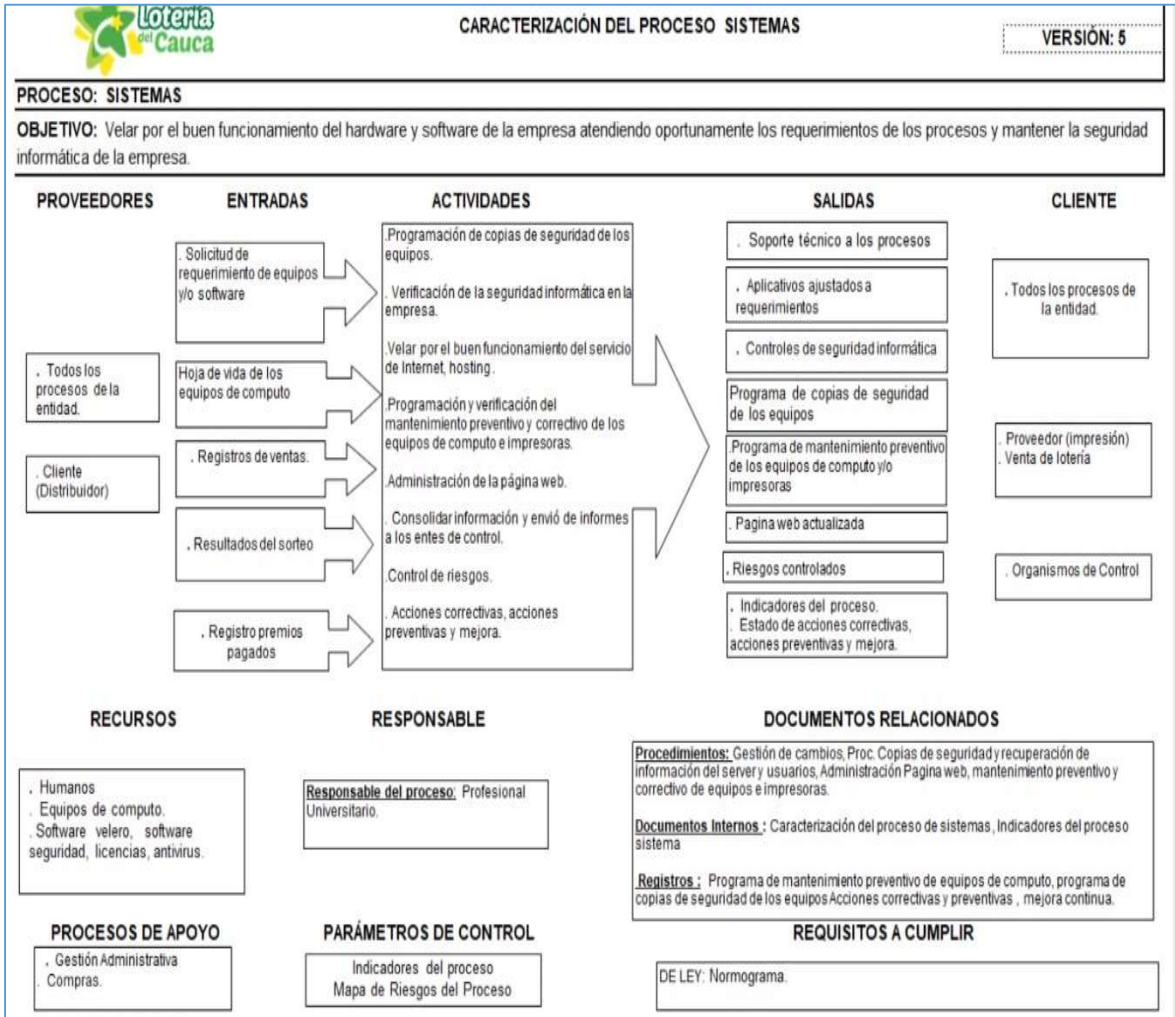 Lotería
del Cauca
CARACTERIZACIÓN DEL PROCESO SISTEMAS
VERSIÓN: 5
PROCESO: SISTEMAS
OBJETIVO: Velar por el buen funcionamiento del hardware y software de la empresa atendiendo oportunamente los requerimientos de los procesos y mantener la seguridad
informática de la empresa.
PROVEEDORES
. Todos los
procesos de la
entidad.
. Cliente
(Distribuidor)
ENTRADAS
. Solicitud de
requerimiento de equipos
y/o software
Hoja de vida de los
equipos de computo
. Registros de ventas.
. Resultados del sorteo
. Registro premios
pagados
ACTIVIDADES
.Programación de copias de seguridad de los
equipos.
. Verificación de la seguridad informática en la
empresa.
.Velar por el buen funcionamiento del servicio
de Internet, hosting.
.Programación y verificación del
mantenimiento preventivo y correctivo de los
equipos de computo e impresoras.
.Administración de la página web.
. Consolidar información y envió de informes
a los entes de control.
.Control de riesgos.
. Acciones correctivas, acciones
preventivas y mejora.
SALIDAS
. Soporte técnico a los procesos
. Aplicativos ajustados a
requerimientos
. Controles de seguridad informática
Programa de copias de seguridad
de los equipos
.Programa de mantenimiento preventivo
de los equipos de computo y/o
impresoras
. Pagina web actualizada
. Riesgos controlados
. Indicadores del proceso.
. Estado de acciones correctivas,
acciones preventivas y mejora.
CLIENTE
. Todos los procesos de
la entidad.
. Proveedor (impresión)
. Venta de lotería
. Organismos de Control
RECURSOS
. Humanos
. Equipos de computo.
. Software velero, software
seguridad, licencias, antivirus.
RESPONSABLE
Responsable del proceso: Profesional
Universitario.
DOCUMENTOS RELACIONADOS
Procedimientos: Gestión de cambios, Proc. Copias de seguridad y recuperación de
información del server y usuarios, Administración Pagina web, mantenimiento preventivo y
correctivo de equipos e impresoras.
Documentos Internos : Caracterización del proceso de sistemas, Indicadores del proceso
sistema
Registros : Programa de mantenimiento preventivo de equipos de computo, programa de
copias de seguridad de los equipos Acciones correctivas y preventivas , mejora continua.
PROCESOS DE APOYO
. Gestión Administrativa
. Compras.
PARÁMETROS DE CONTROL
Indicadores del proceso
Mapa de Riesgos del Proceso
REQUISITOS A CUMPLIR
DE LEY: Normograma.